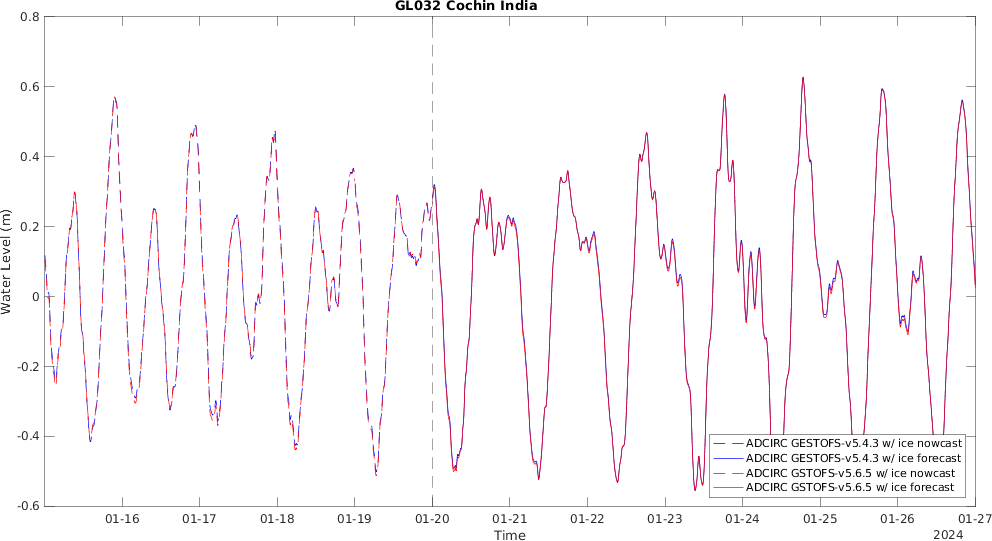 GL032 Cochin India
0.8
0.6
0.4
0.2
0
-0.2
-0.4
-0.6
Water Level (m)
ADCIRC GESTOFS-v5.4.3 w/ ice nowcast
ADCIRC GESTOFS-v5.4.3 w/ ice forecast
ADCIRC GSTOFS-v5.6.5 w/ ice nowcast
ADCIRC GSTOFS-v5.6.5 w/ ice forecast
01-16 01-17 01-18 01-19 01-20 01-21 01-22 01-23 01-24 01-25 01-26 01-27
Time
2024